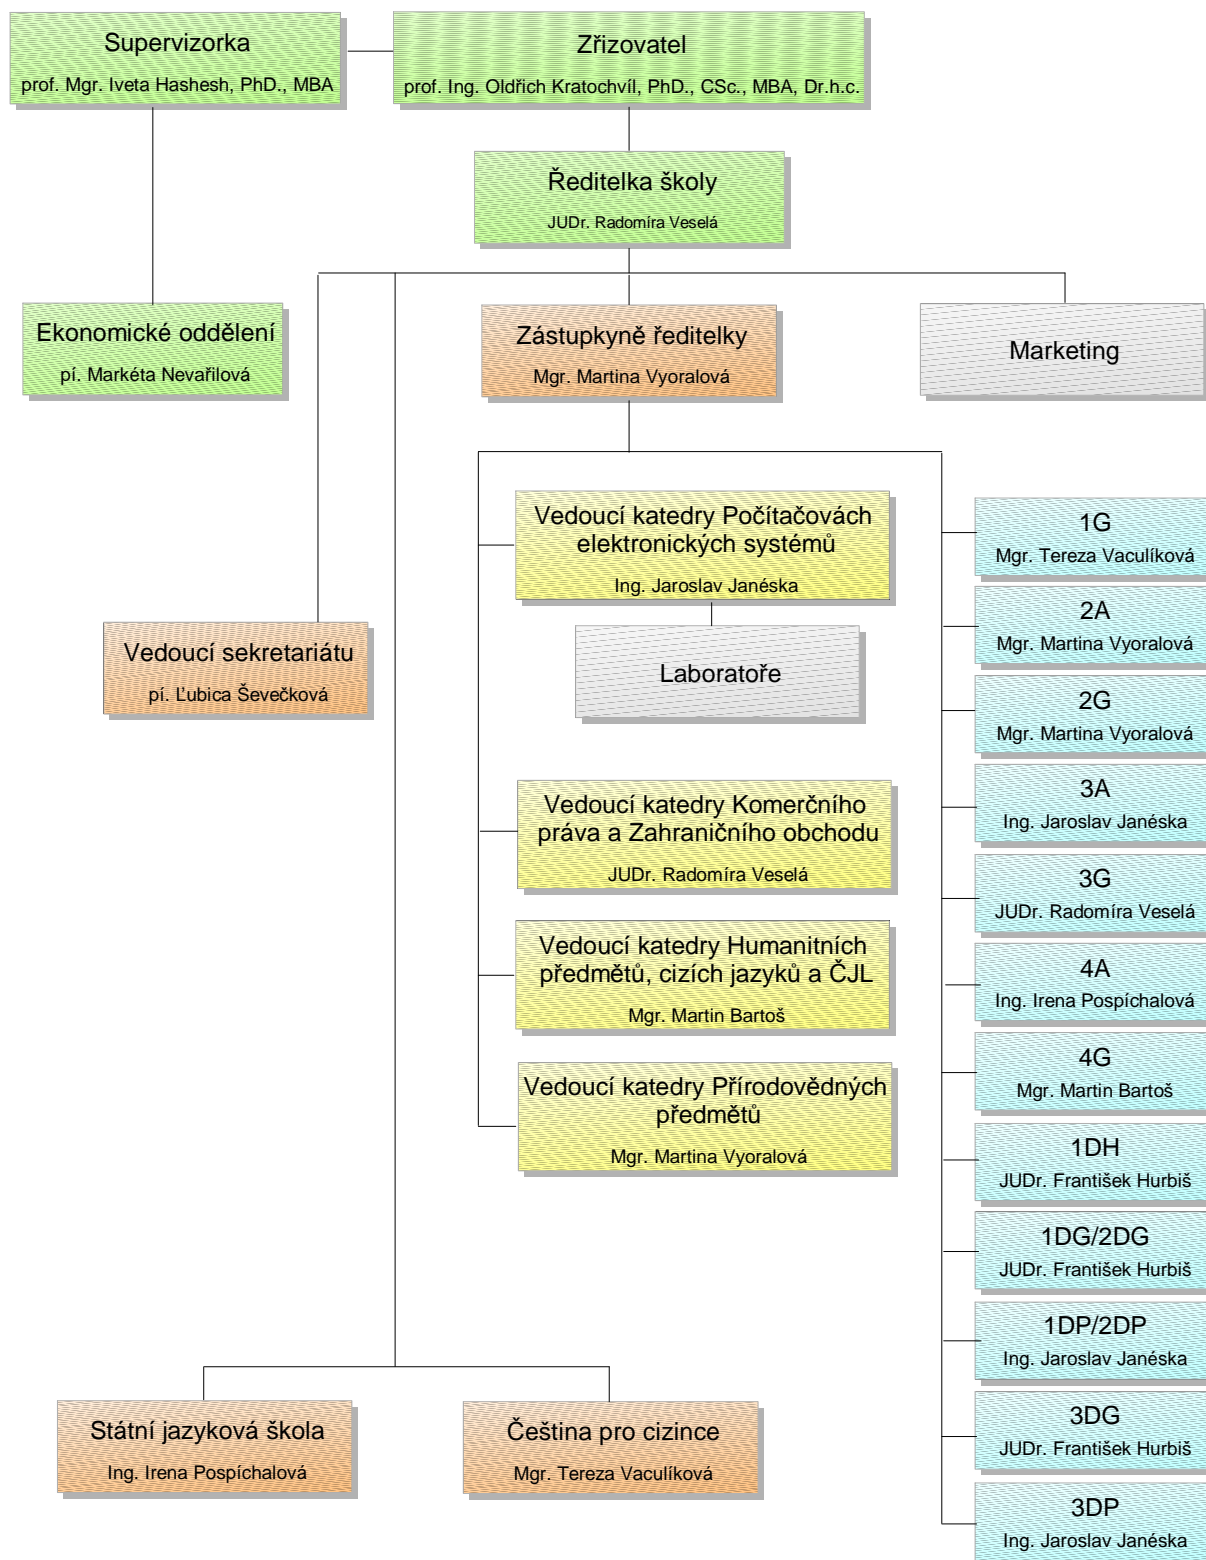 Supervizorka
prof. Mgr. Iveta Hashesh, PhD., MBA
Zřizovatel
prof. Ing. Oldřich Kratochvíl, PhD., CSc., MBA, Dr.h.c.
Ředitelka školy
JUDr. Radomíra Veselá
Ekonomické oddělení
pí. Markéta Nevařilová
Zástupkyně ředitelky
Mgr. Martina Vyoralová
Marketing
Vedoucí sekretariátu
pí. Ľubica Ševečková
Vedoucí katedry Počítačovách
elektronických systémů
Ing. Jaroslav Janéska
Laboratoře
Vedoucí katedry Komerčního
práva a Zahraničního obchodu
JUDr. Radomíra Veselá
Vedoucí katedry Humanitních
předmětů, cizích jazyků a ČJL
Mgr. Martin Bartoš
Vedoucí katedry Přírodovědných
předmětů
Mgr. Martina Vyoralová
1G
Mgr. Tereza Vaculíková
2A
Mgr. Martina Vyoralová
2G
Mgr. Martina Vyoralová
3A
Ing. Jaroslav Janéska
3G
JUDr. Radomíra Veselá
4A
Ing. Irena Pospíchalová
4G
Mgr. Martin Bartoš
1DH
JUDr. František Hurbiš
1DG/2DG
JUDr. František Hurbiš
1DP/2DP
Ing. Jaroslav Janéska
3DG
JUDr. František Hurbiš
3DP
Ing. Jaroslav Janéska
Státní jazyková škola
Ing. Irena Pospíchalová
Čeština pro cizince
Mgr. Tereza Vaculíková